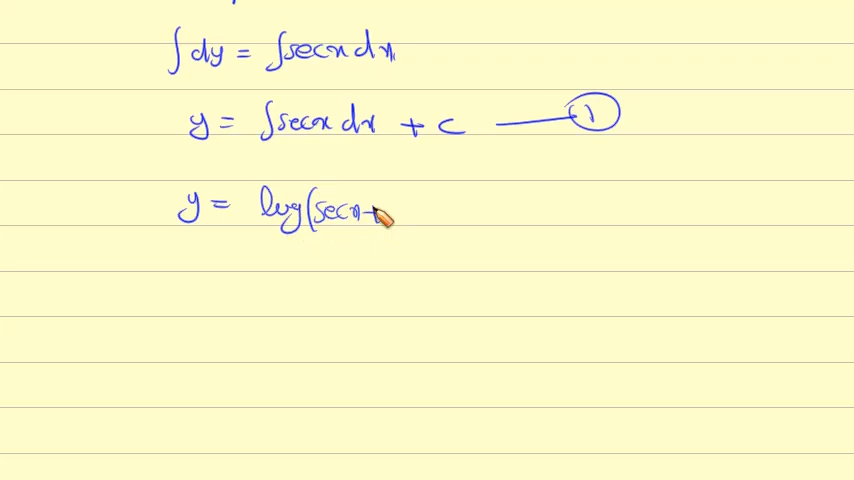 ∫ dy = ∫ secx dx
y = ∫ secx dx + c —— (1)
y = log(secx+